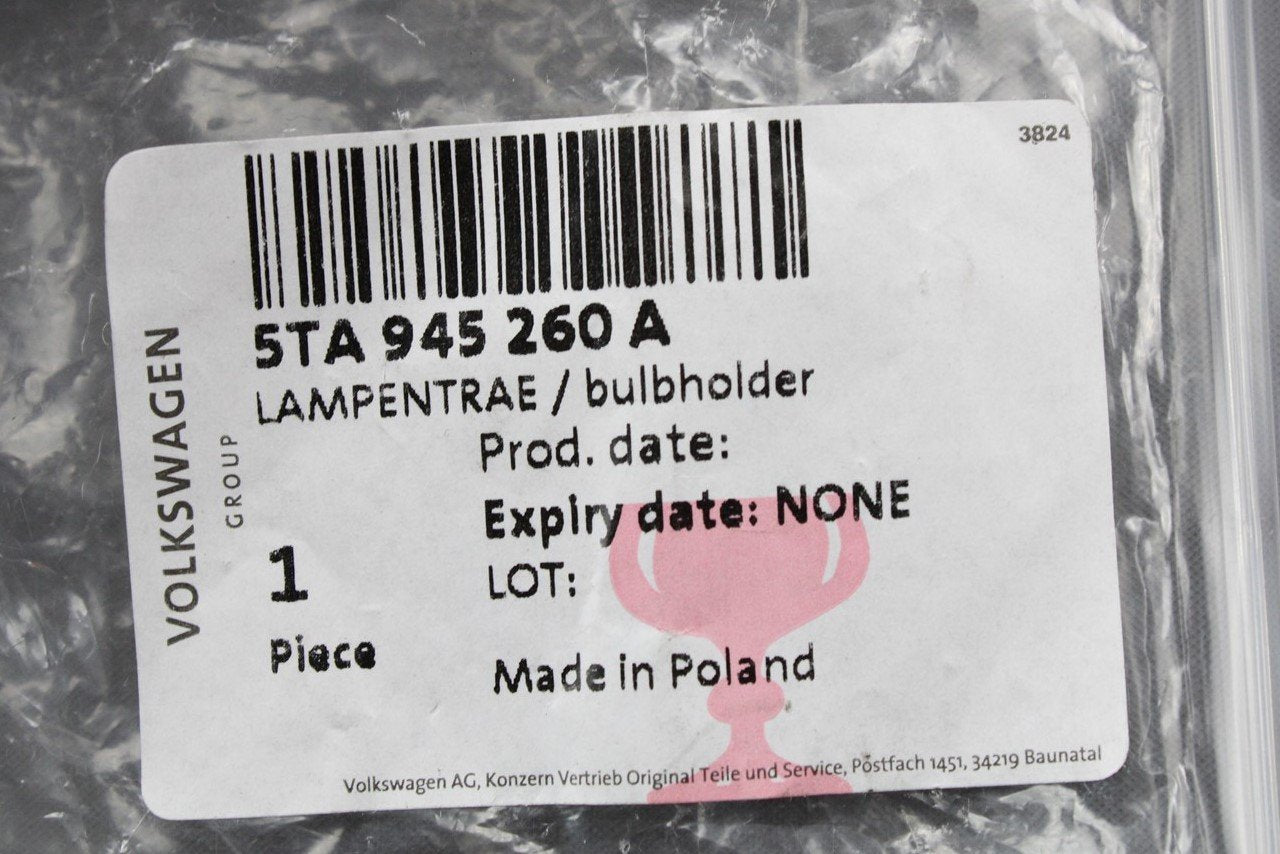 3824
5TA 945 260 A
LAMPENTRAE / bulbholder
Prod. date:
Expiry date: NONE
LOT:
1
Piece
Made in Poland
VOLKSWAGEN
GROUP
Volkswagen AG, Konzern Vertrieb Original Teile und Service, Postfach 1451, 34219 Baunatal